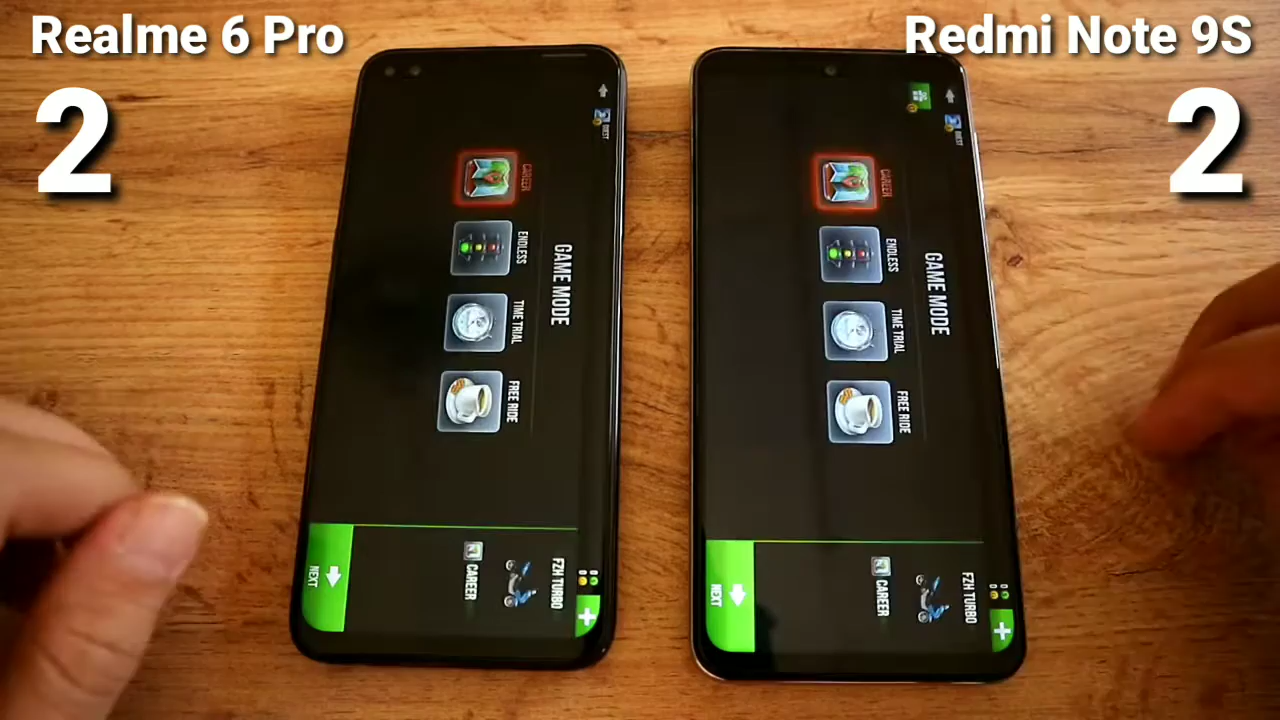 Realme 6 Pro
2
Redmi Note 9S
2
GAME MODE
CAREER
ENDLESS
TIME TRIAL
FREE RIDE
FZH TURBO
CAREER
NEXT
GAME MODE
CAREER
ENDLESS
TIME TRIAL
FREE RIDE
FZH TURBO
CAREER
NEXT